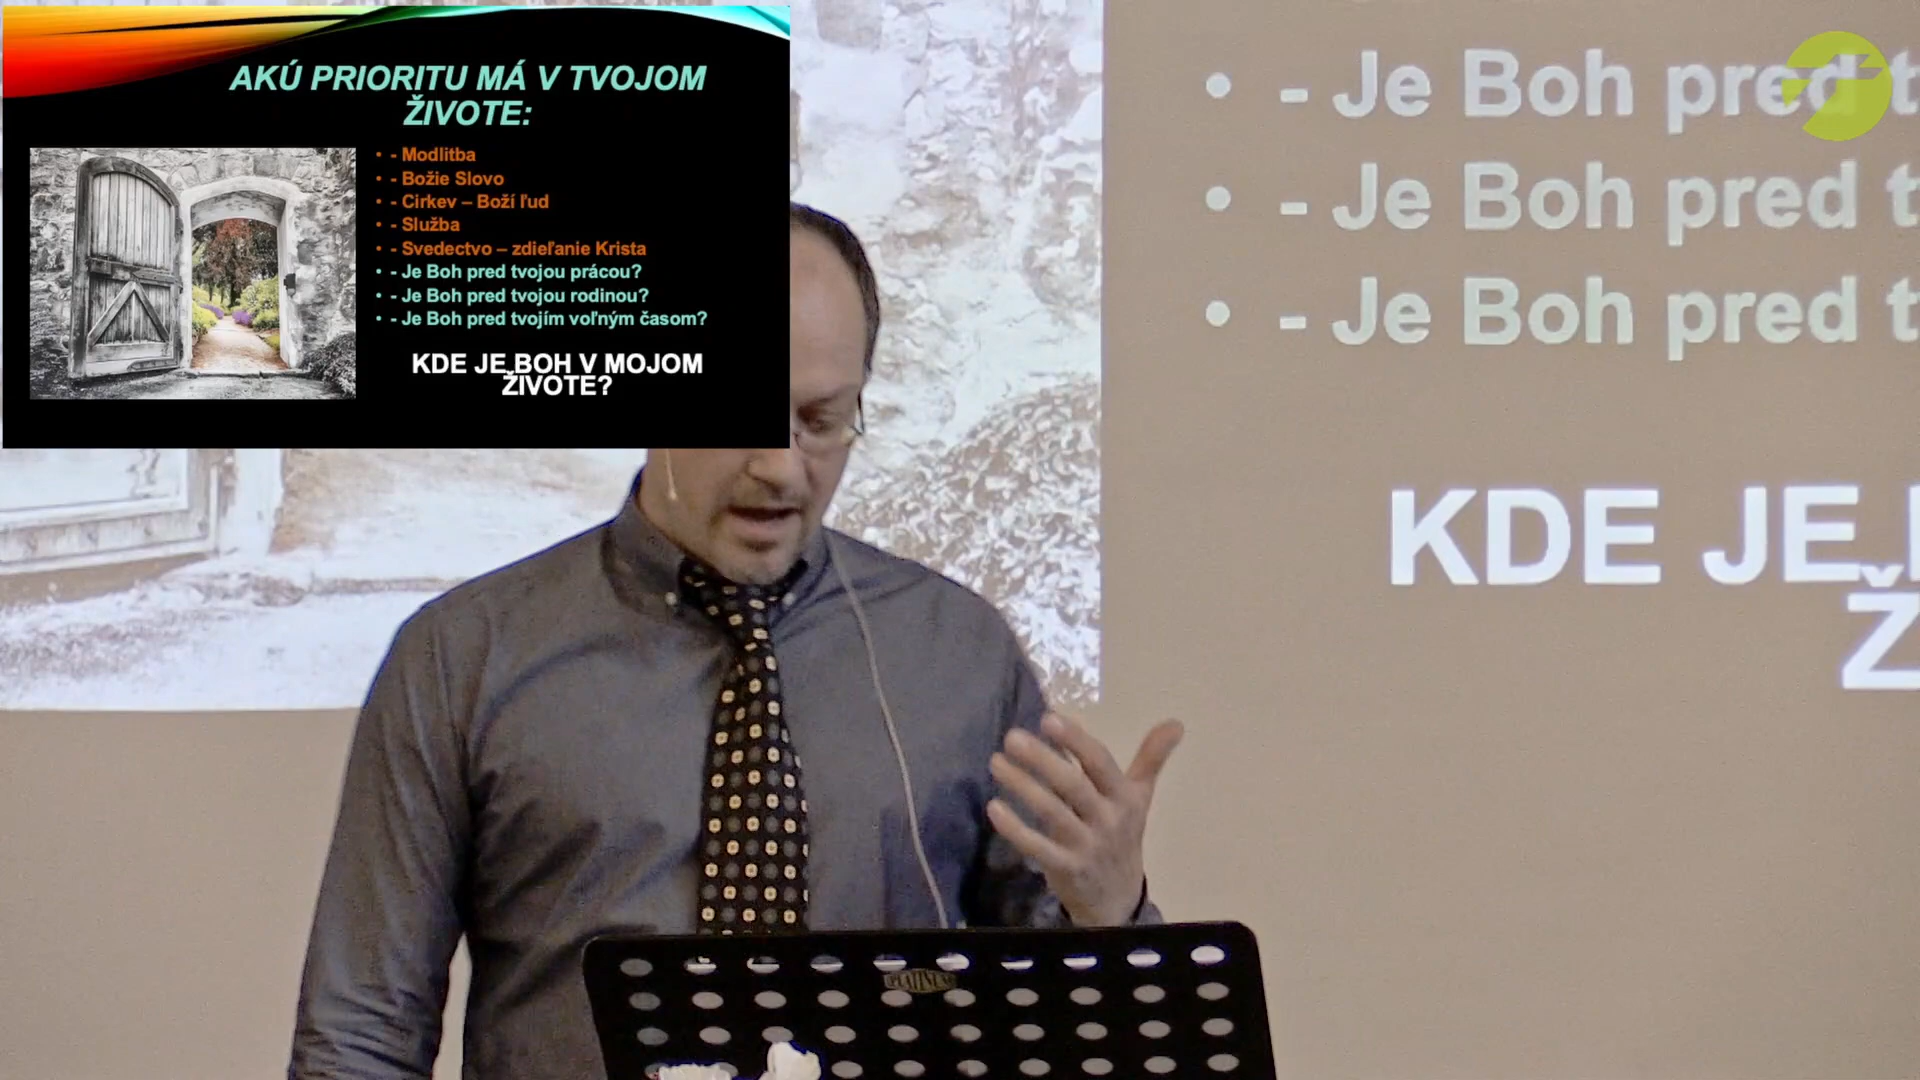 AKÚ PRIORITU MÁ V TVOJOM
ŽIVOTE:
• - Modlitba
• - Božie Slovo
• - Cirkev – Boží ľud
• - Služba
• - Svedectvo – zdieľanie Krista
• - Je Boh pred tvojou prácou?
• - Je Boh pred tvojou rodinou?
• - Je Boh pred tvojím voľným časom?
KDE JE BOH V MOJOM
ŽIVOTE?
• - Je Boh pred t
• - Je Boh pred t
• - Je Boh pred t
KDE JE
Ž
PLATINUM